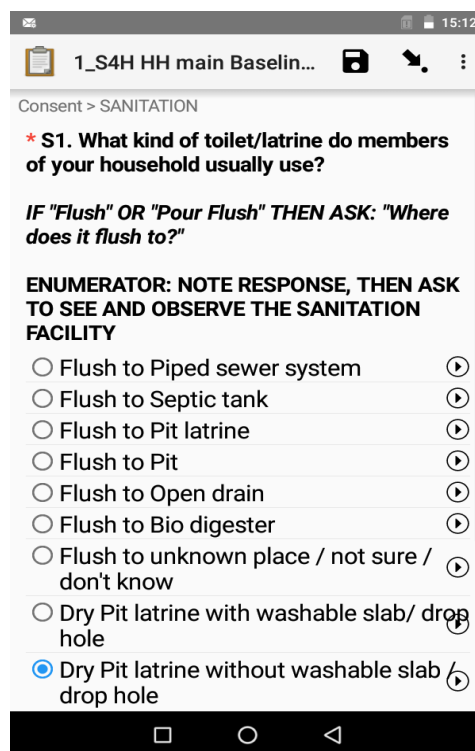 15:12
1_S4H HH main Baselin...
Consent > SANITATION
* S1. What kind of toilet/latrine do members
of your household usually use?
IF "Flush" OR "Pour Flush" THEN ASK: "Where
does it flush to?"
ENUMERATOR: NOTE RESPONSE, THEN ASK
TO SEE AND OBSERVE THE SANITATION
FACILITY
Flush to Piped sewer system
Flush to Septic tank
Flush to Pit latrine
Flush to Pit
Flush to Open drain
Flush to Bio digester
Flush to unknown place / not sure /
don't know
Dry Pit latrine with washable slab/ drop
hole
Dry Pit latrine without washable slab /
drop hole